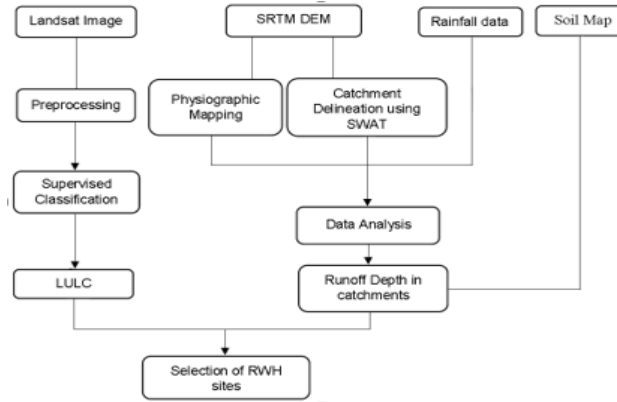 Landsat Image
SRTM DEM
Rainfall data
Soil Map
Preprocessing
Physiographic
Mapping
Catchment
Delineation using
SWAT
Supervised
Classification
Data Analysis
LULC
Runoff Depth in
catchments
Selection of RWH
sites